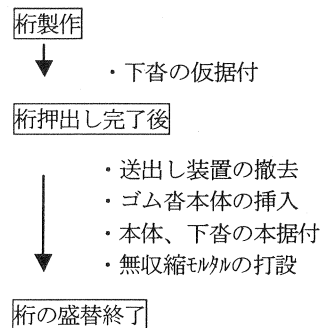 桁製作
・下沓の仮据付
桁押出し完了後
・送出し装置の撤去
・ゴム沓本体の挿入
・本体、下沓の本据付
・無収縮ﾓﾙﾀﾙの打設
桁の盛替終了